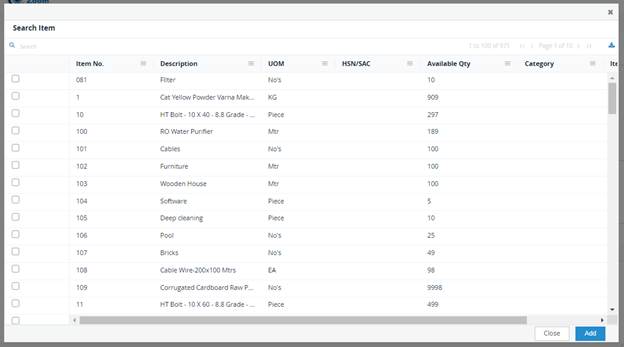 Zoom
Search Item
Search
1 to 100 of 971 Page 1 of 10
Item No. Description UOM HSN/SAC Available Qty Category Ite
081 Filter No's 10
1 Cat Yellow Powder Varna Mak... KG 909
10 HT Bolt - 10 X 40 - 8.8 Grade - ... Piece 297
100 RO Water Purifier Mtr 189
101 Cables No's 100
102 Furniture Mtr 100
103 Wooden House Mtr 100
104 Software Piece 5
105 Deep cleaning Piece 10
106 Pool No's 25
107 Bricks No's 49
108 Cable Wire-200x100 Mtrs EA 98
109 Corrugated Cardboard Raw P... No's 9998
11 HT Bolt - 10 X 60 - 8.8 Grade - ... Piece 499
Close Add